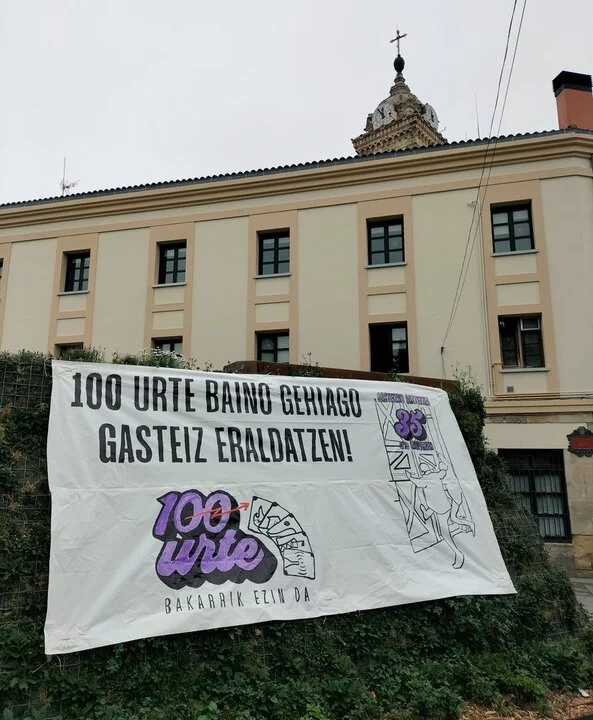 100 URTE BAINO GEHIAGO
GASTEIZ ERALDATZEN!
35
100
urte
BAKARRIK EZIN DA